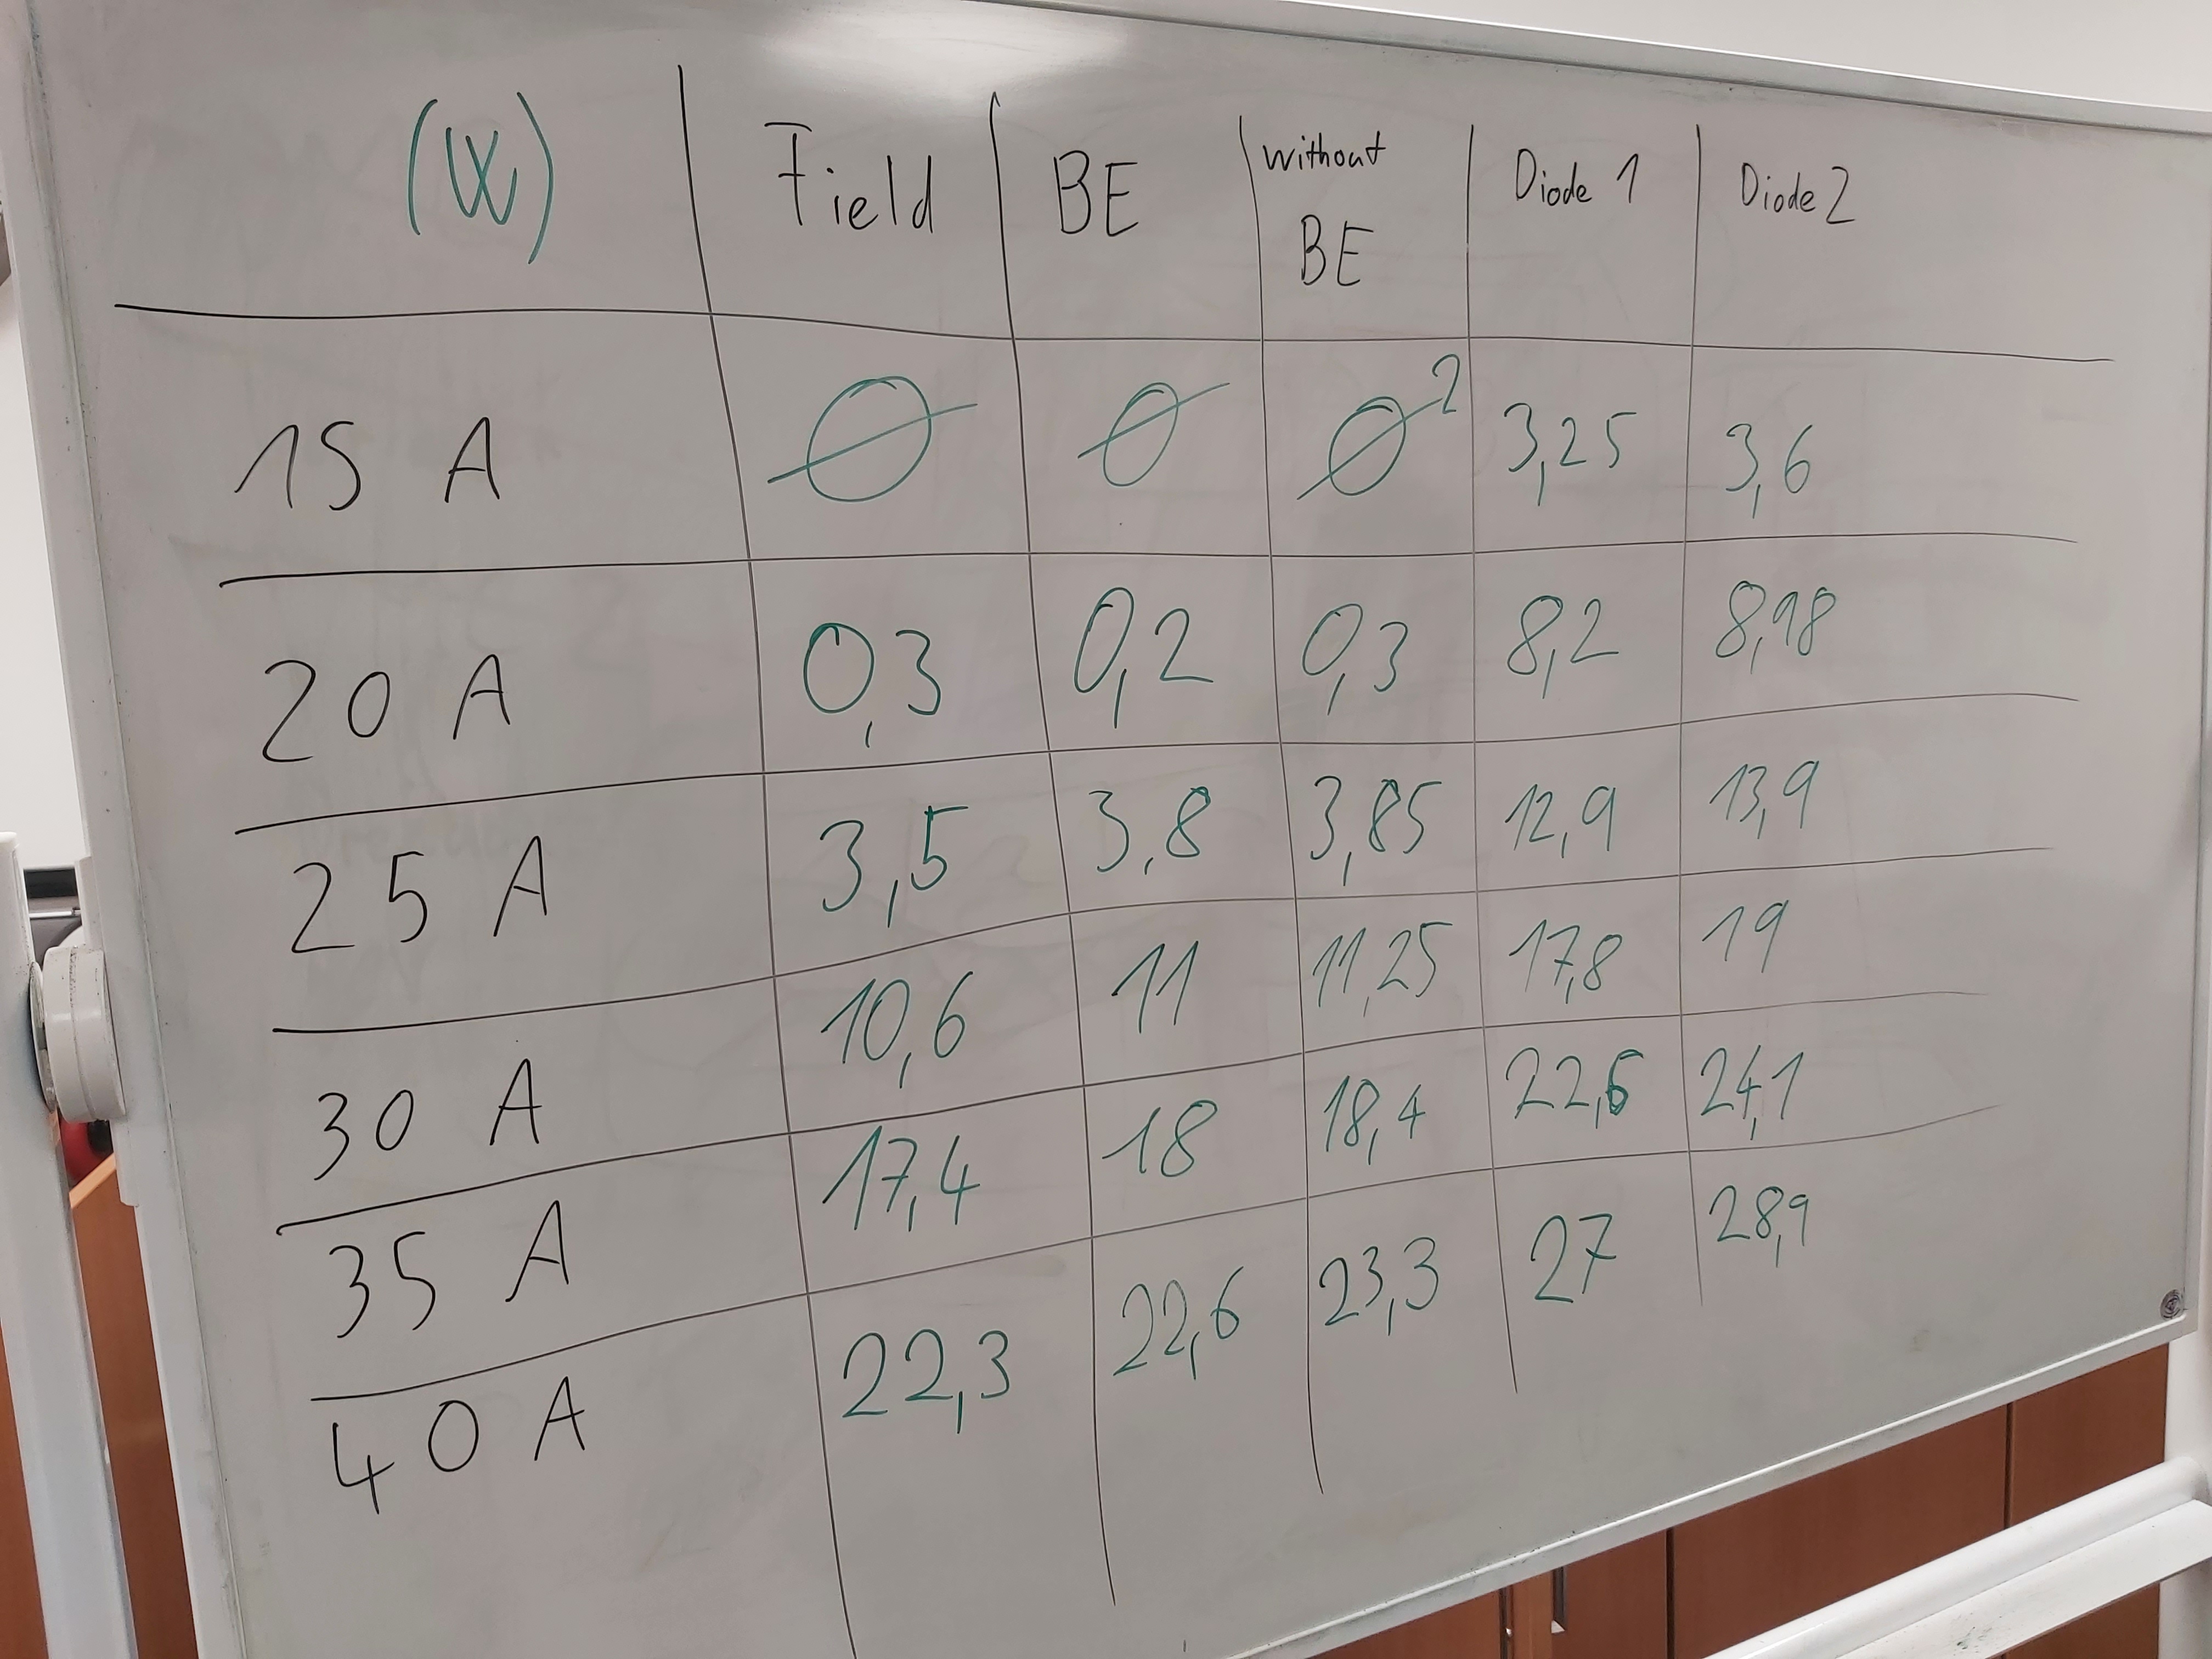 (W) Field BE without BE Diode 1 Diode 2
15 A Ø Ø Ø² 3,25 3,6
20 A 0,3 0,2 0,3 8,2 8,98
25 A 3,5 3,8 3,85 12,9 13,9
30 A 10,6 11 11,25 17,8 19
35 A 17,4 18 18,4 22,6 24,1
40 A 22,3 22,6 23,3 27 28,9